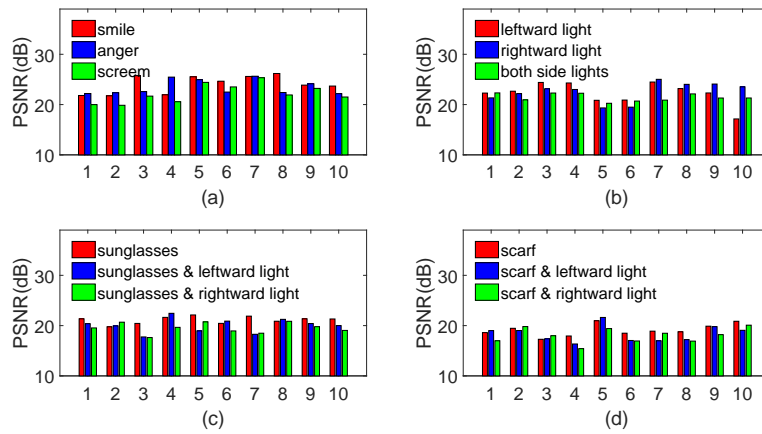 PSNR(dB)
30
20
10
smile
anger
screem
1 2 3 4 5 6 7 8 9 10
(a)
PSNR(dB)
30
20
10
leftward light
rightward light
both side lights
1 2 3 4 5 6 7 8 9 10
(b)
PSNR(dB)
30
20
10
sunglasses
sunglasses & leftward light
sunglasses & rightward light
1 2 3 4 5 6 7 8 9 10
(c)
PSNR(dB)
30
20
10
scarf
scarf & leftward light
scarf & rightward light
1 2 3 4 5 6 7 8 9 10
(d)